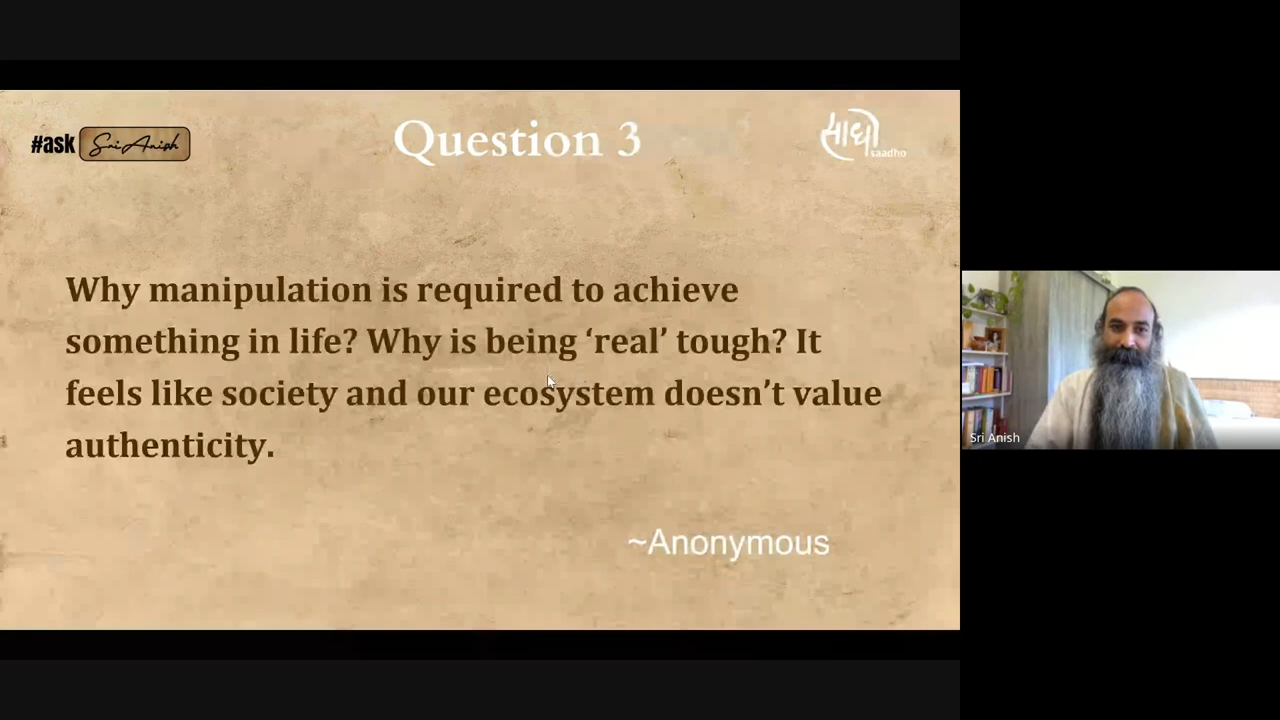 #ask Sri Anish
Question 3
साधो
saadho
Why manipulation is required to achieve
something in life? Why is being ‘real’ tough? It
feels like society and our ecosystem doesn’t value
authenticity.
~Anonymous
Sri Anish